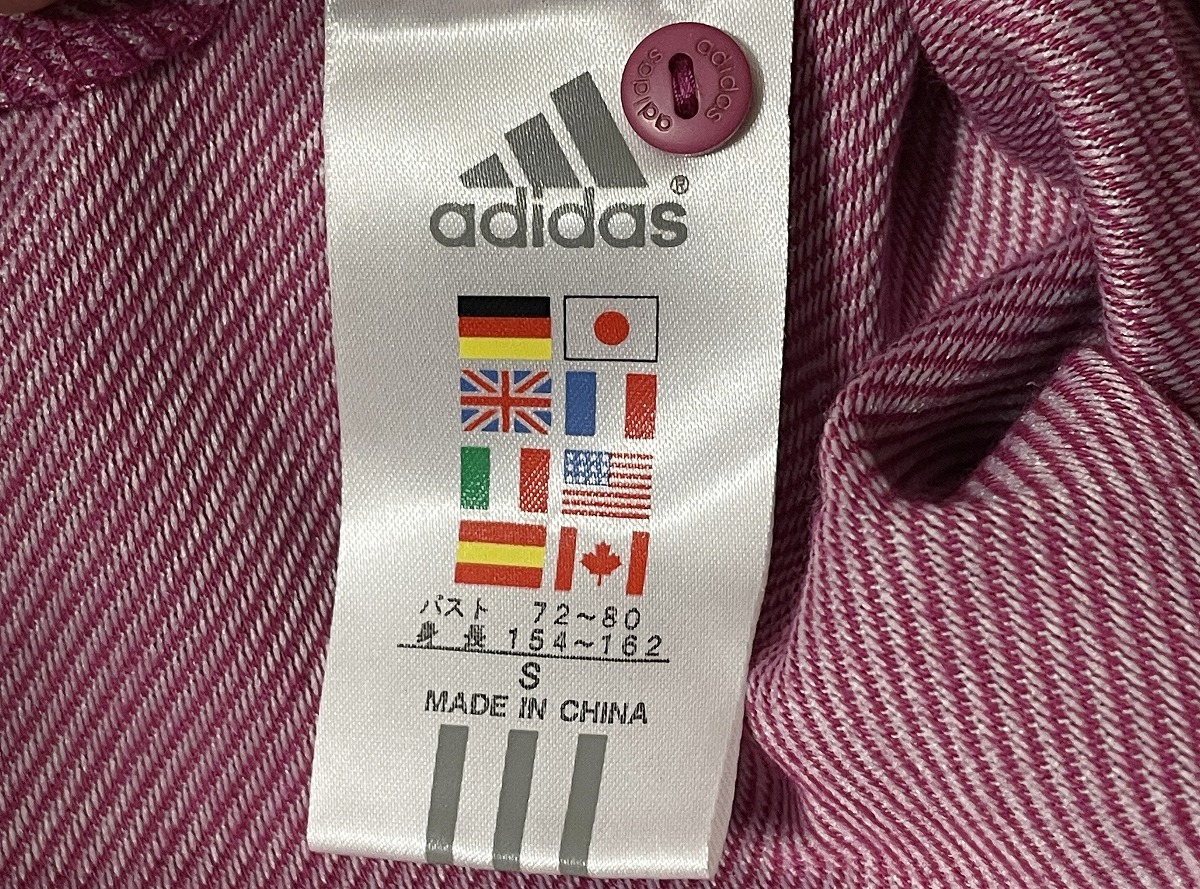 adidas
adidas
adidas®
バスト 72~80
身長 154~162
S
MADE IN CHINA